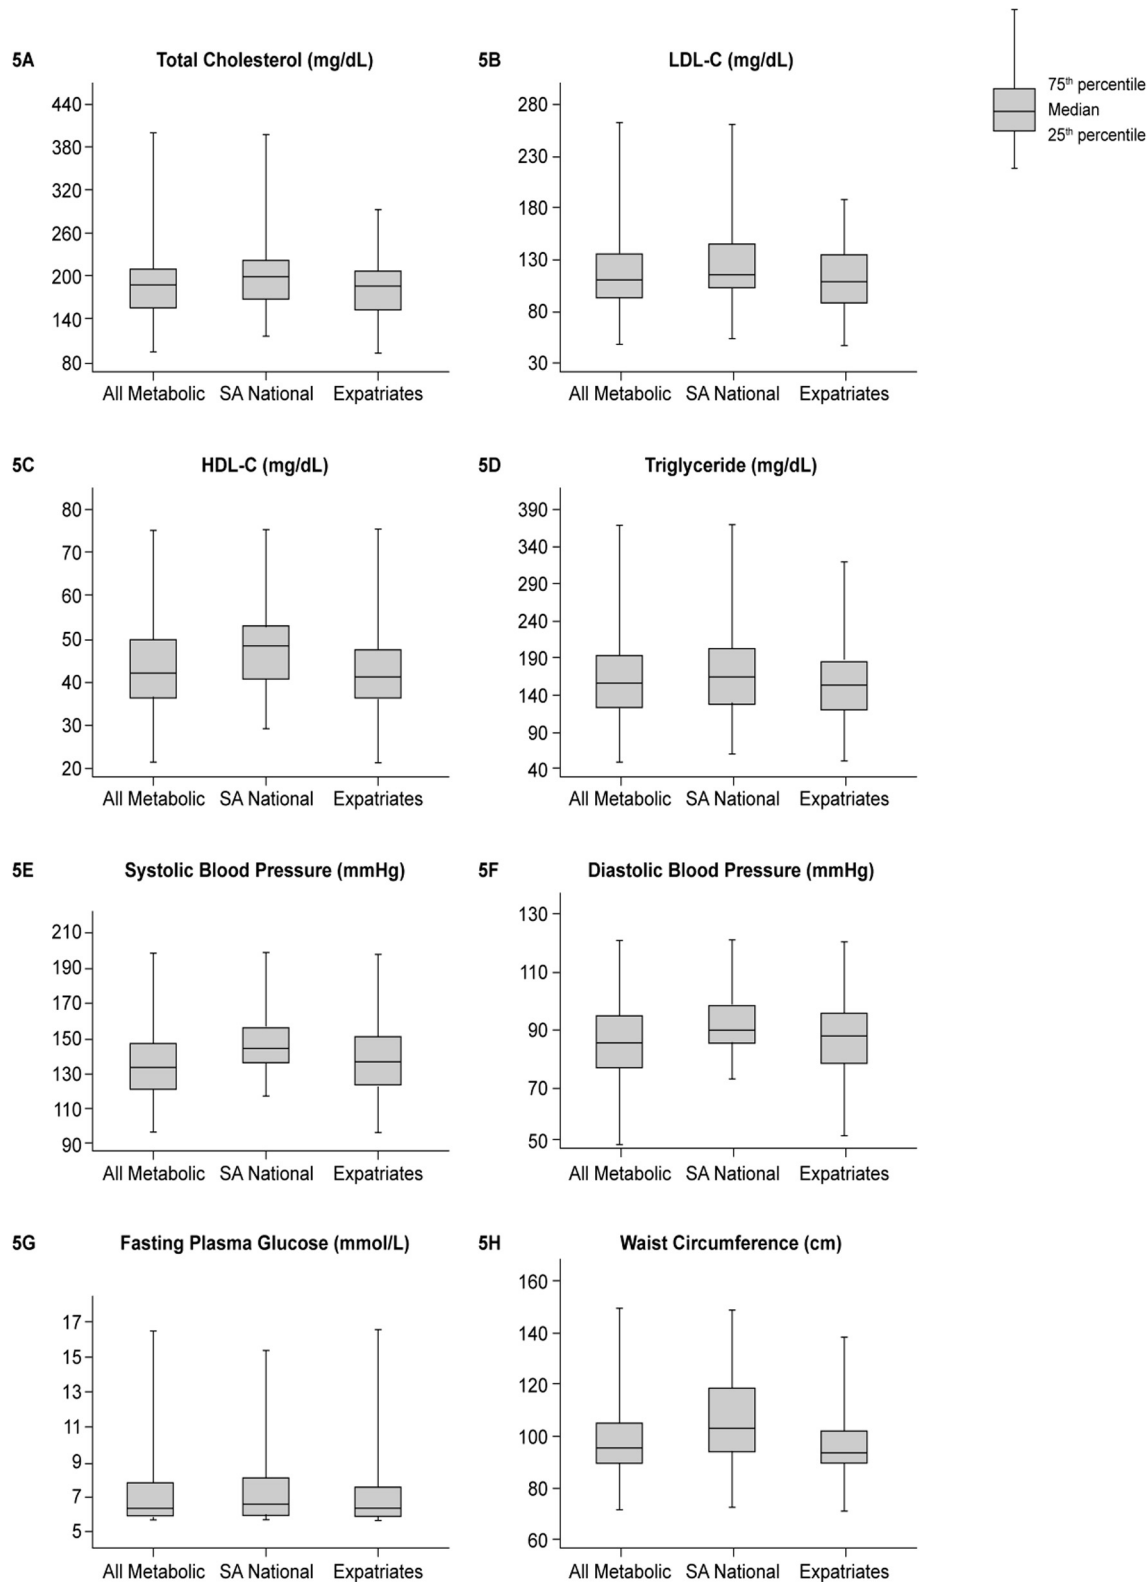 75th percentile
Median
25th percentile
5A Total Cholesterol (mg/dL)
440
380
320
260
200
140
80
All Metabolic SA National Expatriates
5B LDL-C (mg/dL)
280
230
180
130
80
30
All Metabolic SA National Expatriates
5C HDL-C (mg/dL)
80
70
60
50
40
30
20
All Metabolic SA National Expatriates
5D Triglyceride (mg/dL)
390
340
290
240
190
140
90
40
All Metabolic SA National Expatriates
5E Systolic Blood Pressure (mmHg)
210
190
170
150
130
110
90
All Metabolic SA National Expatriates
5F Diastolic Blood Pressure (mmHg)
130
110
90
70
50
All Metabolic SA National Expatriates
5G Fasting Plasma Glucose (mmol/L)
17
15
13
11
9
7
5
All Metabolic SA National Expatriates
5H Waist Circumference (cm)
160
140
120
100
80
60
All Metabolic SA National Expatriates